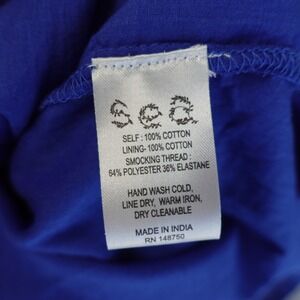 sea
SELF : 100% COTTON
LINING- 100% COTTON
SMOCKING THREAD :
64% POLYESTER 36% ELASTANE
HAND WASH COLD,
LINE DRY, WARM IRON,
DRY CLEANABLE
MADE IN INDIA
RN 148750